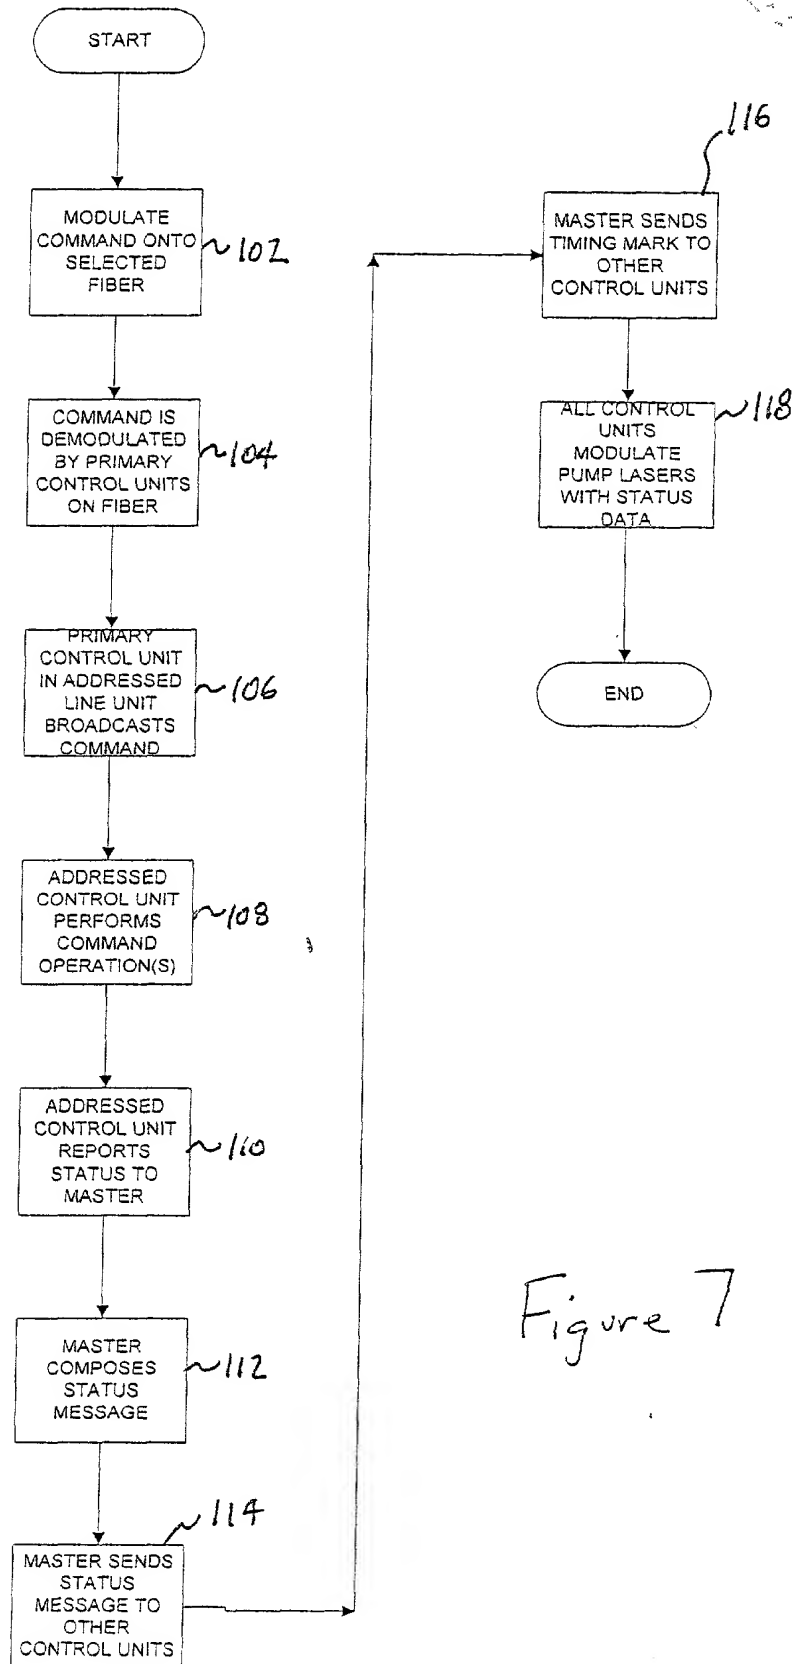 START
MODULATE
COMMAND ONTO
SELECTED
FIBER
102
COMMAND IS
DEMODULATED
BY PRIMARY
CONTROL UNITS
ON FIBER
104
PRIMARY
CONTROL UNIT
IN ADDRESSED
LINE UNIT
BROADCASTS
COMMAND
106
ADDRESSED
CONTROL UNIT
PERFORMS
COMMAND
OPERATION(S)
108
ADDRESSED
CONTROL UNIT
REPORTS
STATUS TO
MASTER
110
MASTER
COMPOSES
STATUS
MESSAGE
112
114
MASTER SENDS
STATUS
MESSAGE TO
OTHER
CONTROL UNITS
116
MASTER SENDS
TIMING MARK TO
OTHER
CONTROL UNITS
118
ALL CONTROL
UNITS
MODULATE
PUMP LASERS
WITH STATUS
DATA
END
Figure 7